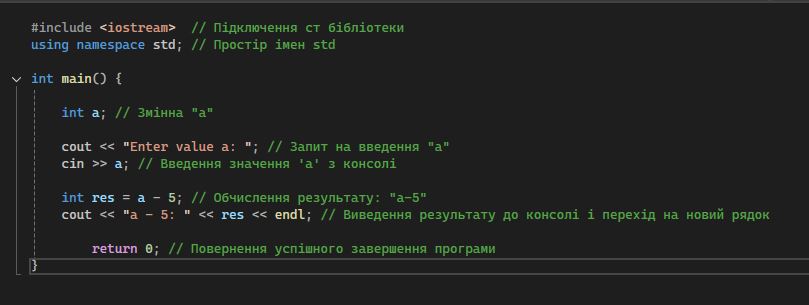 #include <iostream>  // Підключення ст бібліотеки
using namespace std; // Простір імен std
int main() {
int a; // Змінна "a"
cout << "Enter value a: "; // Запит на введення "a"
cin >> a; // Введення значення 'a' з консолі
int res = a - 5; // Обчислення результату: "a-5"
cout << "a - 5: " << res << endl; // Виведення результату до консолі і перехід на новий рядок
return 0; // Повернення успішного завершення програми
}